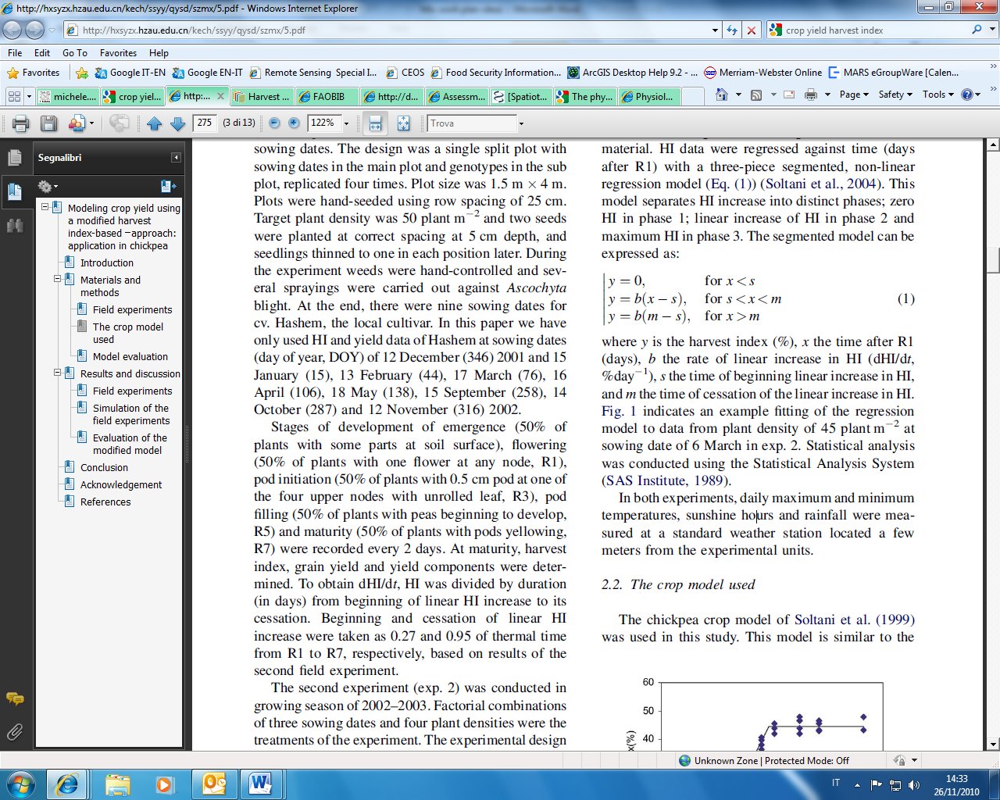 http://hxsyzx.hzau.edu.cn/kech/ssyy/qysd/szmx/5.pdf - Windows Internet Explorer
http://hxsyzx.hzau.edu.cn/kech/ssyy/qysd/szmx/5.pdf
crop yield harvest index
File Edit Go To Favorites Help
Favorites Google IT-EN Google EN-IT Remote Sensing Special I... CEOS Food Security Information... ArcGIS Desktop Help 9.2 - ... Merriam-Webster Online MARS eGroupWare [Calen...
michele.... crop yiel... http:... Harvest ... FAOBIB http://d... Assessm... [Spatiot... The phy... Physiol... Page Safety Tools
275 (3 di 13) 122% Trova
Segnalibri
Modeling crop yield using
a modified harvest
index-based –approach:
application in chickpea
Introduction
Materials and
methods
Field experiments
The crop model
used
Model evaluation
Results and discussion
Field experiments
Simulation of the
field experiments
Evaluation of the
modified model
Conclusion
Acknowledgement
References
sowing dates. The design was a single split plot with
sowing dates in the main plot and genotypes in the sub
plot, replicated four times. Plot size was 1.5 m × 4 m.
Plots were hand-seeded using row spacing of 25 cm.
Target plant density was 50 plant m⁻² and two seeds
were planted at correct spacing at 5 cm depth, and
seedlings thinned to one in each position later. During
the experiment weeds were hand-controlled and sev-
eral sprayings were carried out against Ascochyta
blight. At the end, there were nine sowing dates for
cv. Hashem, the local cultivar. In this paper we have
only used HI and yield data of Hashem at sowing dates
(day of year, DOY) of 12 December (346) 2001 and 15
January (15), 13 February (44), 17 March (76), 16
April (106), 18 May (138), 15 September (258), 14
October (287) and 12 November (316) 2002.
Stages of development of emergence (50% of
plants with some parts at soil surface), flowering
(50% of plants with one flower at any node, R1),
pod initiation (50% of plants with 0.5 cm pod at one of
the four upper nodes with unrolled leaf, R3), pod
filling (50% of plants with peas beginning to develop,
R5) and maturity (50% of plants with pods yellowing,
R7) were recorded every 2 days. At maturity, harvest
index, grain yield and yield components were deter-
mined. To obtain dHI/dt, HI was divided by duration
(in days) from beginning of linear HI increase to its
cessation. Beginning and cessation of linear HI
increase were taken as 0.27 and 0.95 of thermal time
from R1 to R7, respectively, based on results of the
second field experiment.
The second experiment (exp. 2) was conducted in
growing season of 2002–2003. Factorial combinations
of three sowing dates and four plant densities were the
treatments of the experiment. The experimental design
material. HI data were regressed against time (days
after R1) with a three-piece segmented, non-linear
regression model (Eq. (1)) (Soltani et al., 2004). This
model separates HI increase into distinct phases; zero
HI in phase 1; linear increase of HI in phase 2 and
maximum HI in phase 3. The segmented model can be
expressed as:
y = 0, for x < s
y = b(x − s), for s < x < m (1)
y = b(m − s), for x > m
where y is the harvest index (%), x the time after R1
(days), b the rate of linear increase in HI (dHI/dt,
%day⁻¹), s the time of beginning linear increase in HI,
and m the time of cessation of the linear increase in HI.
Fig. 1 indicates an example fitting of the regression
model to data from plant density of 45 plant m⁻² at
sowing date of 6 March in exp. 2. Statistical analysis
was conducted using the Statistical Analysis System
(SAS Institute, 1989).
In both experiments, daily maximum and minimum
temperatures, sunshine hours and rainfall were mea-
sured at a standard weather station located a few
meters from the experimental units.
2.2. The crop model used
The chickpea crop model of Soltani et al. (1999)
was used in this study. This model is similar to the
60
50
40
x(%)
Unknown Zone | Protected Mode: Off
IT
14:33
26/11/2010